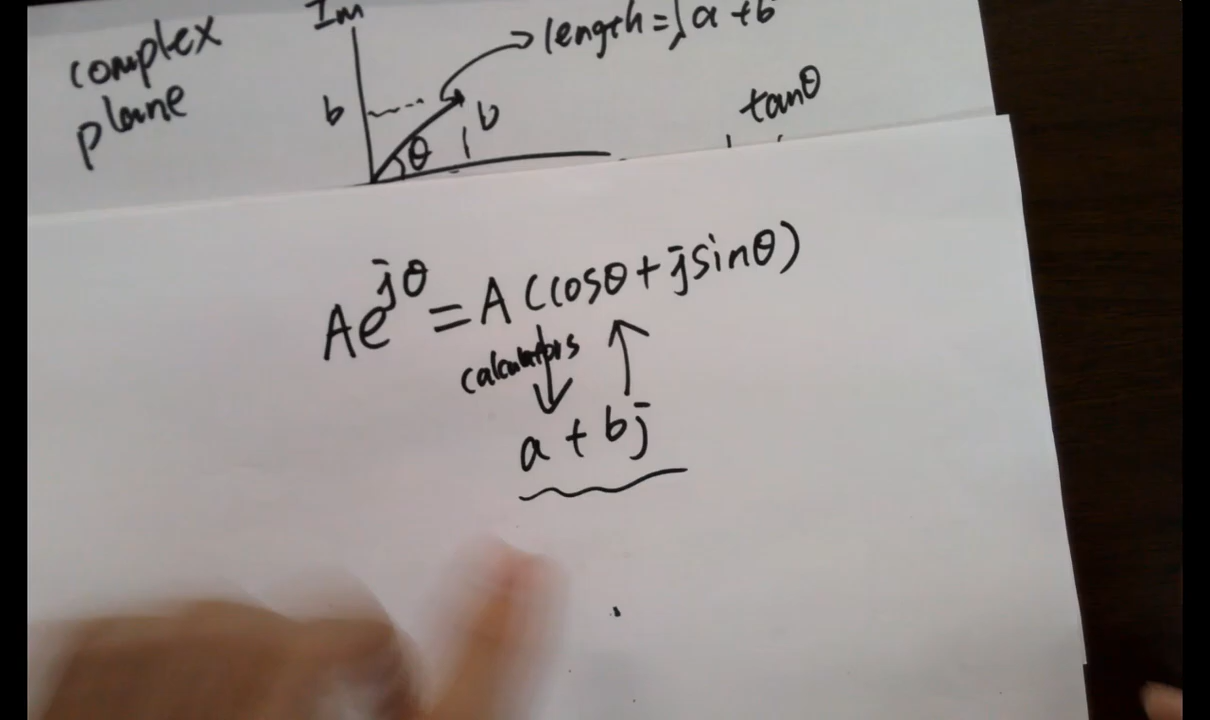 complex
plane
Im
length = √a + b
b
θ
tanθ
Ae^{jθ} = A (cosθ + jsinθ)
calculators
a + bj